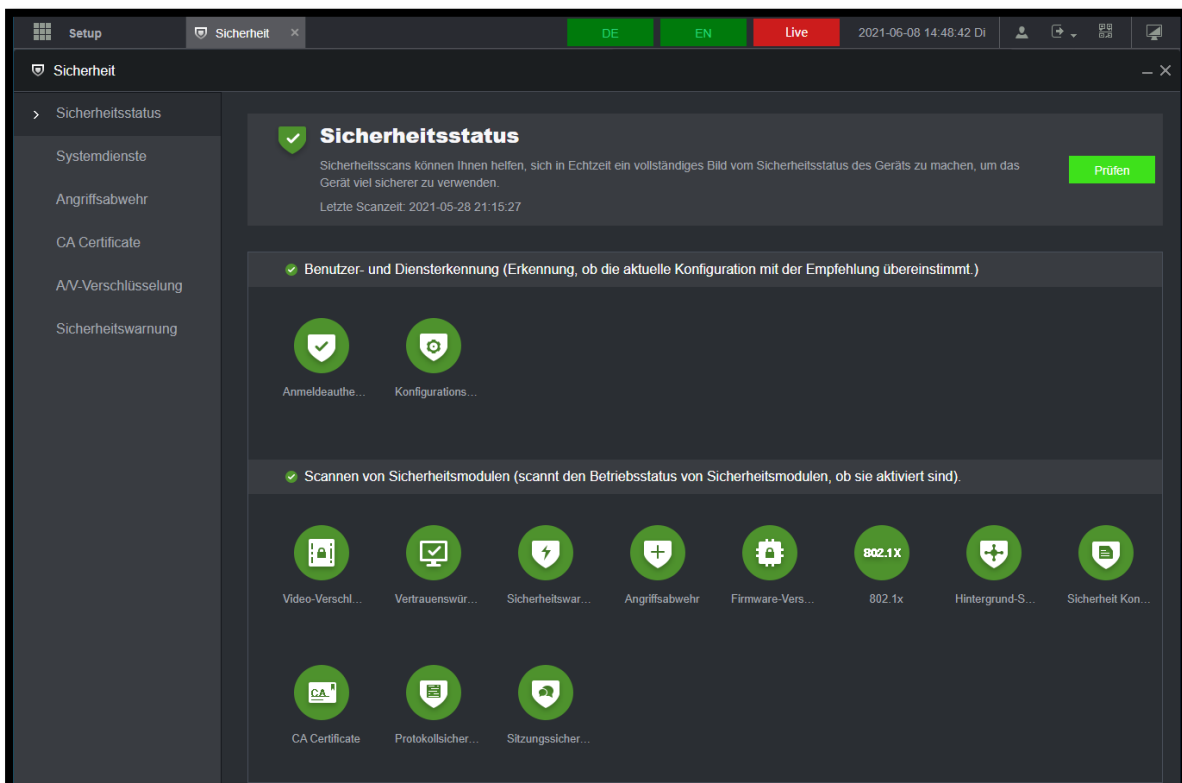 Setup
Sicherheit ×
DE
EN
Live
2021-06-08 14:48:42 Di
Sicherheit
Sicherheitsstatus
Systemdienste
Angriffsabwehr
CA Certificate
A/V-Verschlüsselung
Sicherheitswarnung
Sicherheitsstatus
Sicherheitsscans können Ihnen helfen, sich in Echtzeit ein vollständiges Bild vom Sicherheitsstatus des Geräts zu machen, um das
Gerät viel sicherer zu verwenden.
Letzte Scanzeit: 2021-05-28 21:15:27
Prüfen
Benutzer- und Diensterkennung (Erkennung, ob die aktuelle Konfiguration mit der Empfehlung übereinstimmt.)
Anmeldeauthe...
Konfigurations...
Scannen von Sicherheitsmodulen (scannt den Betriebsstatus von Sicherheitsmodulen, ob sie aktiviert sind).
802.1X
Video-Verschl...
Vertrauenswür...
Sicherheitswar...
Angriffsabwehr
Firmware-Vers...
802.1x
Hintergrund-S...
Sicherheit Kon...
CA
CA Certificate
Protokollsicher...
Sitzungssicher...